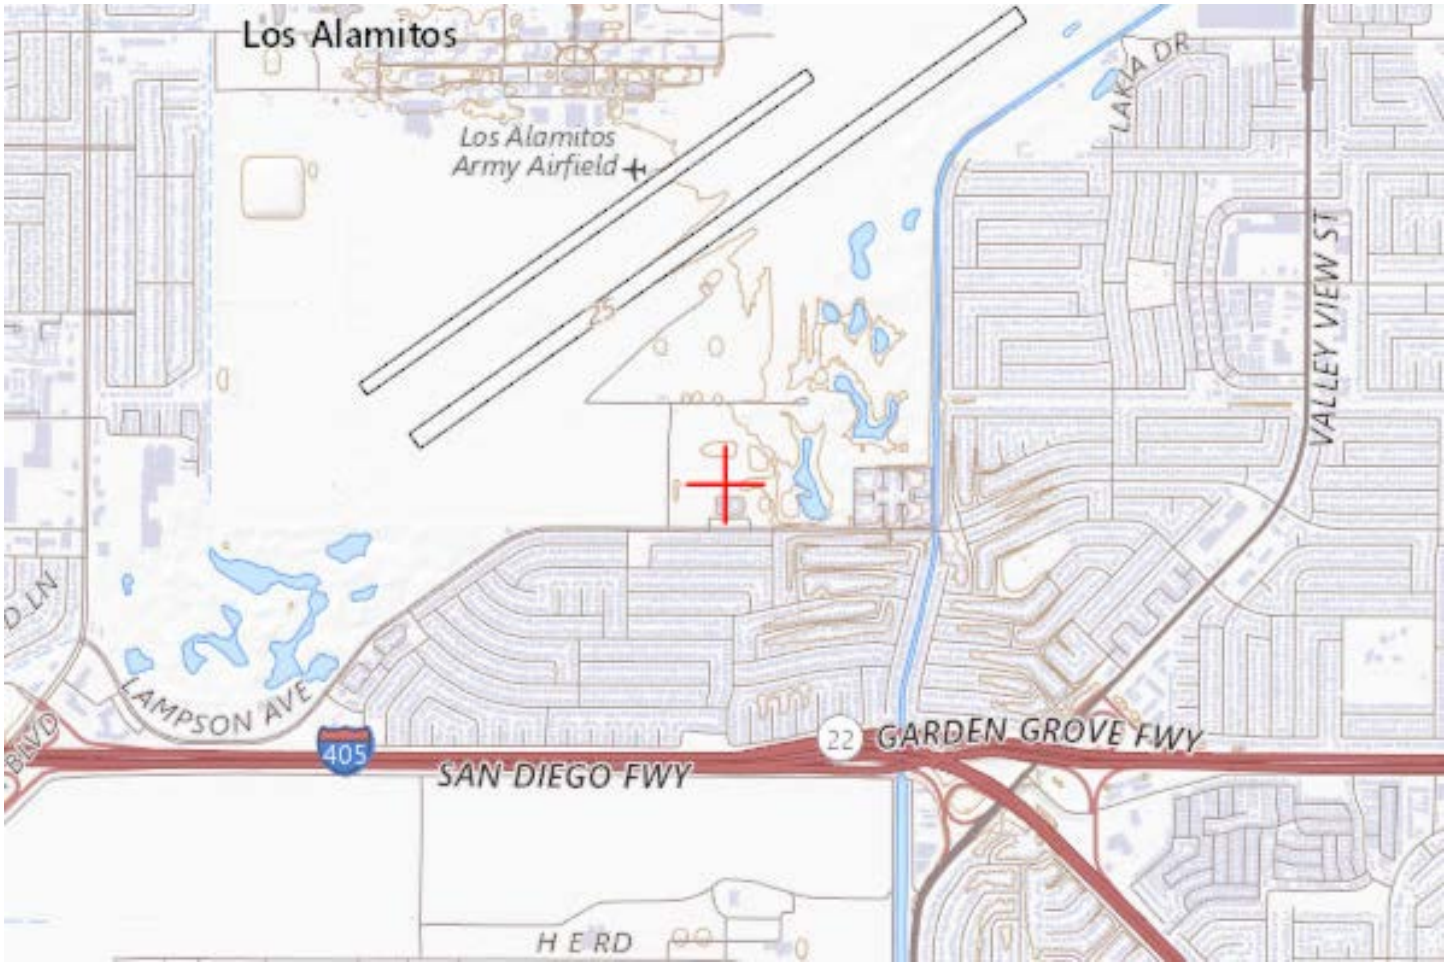 Los Alamitos
LAKIA DR
Los Alamitos
Army Airfield
VALLEY VIEW ST
D LN
LAMPSON AVE
BLVD
405
22
GARDEN GROVE FWY
SAN DIEGO FWY
H E RD